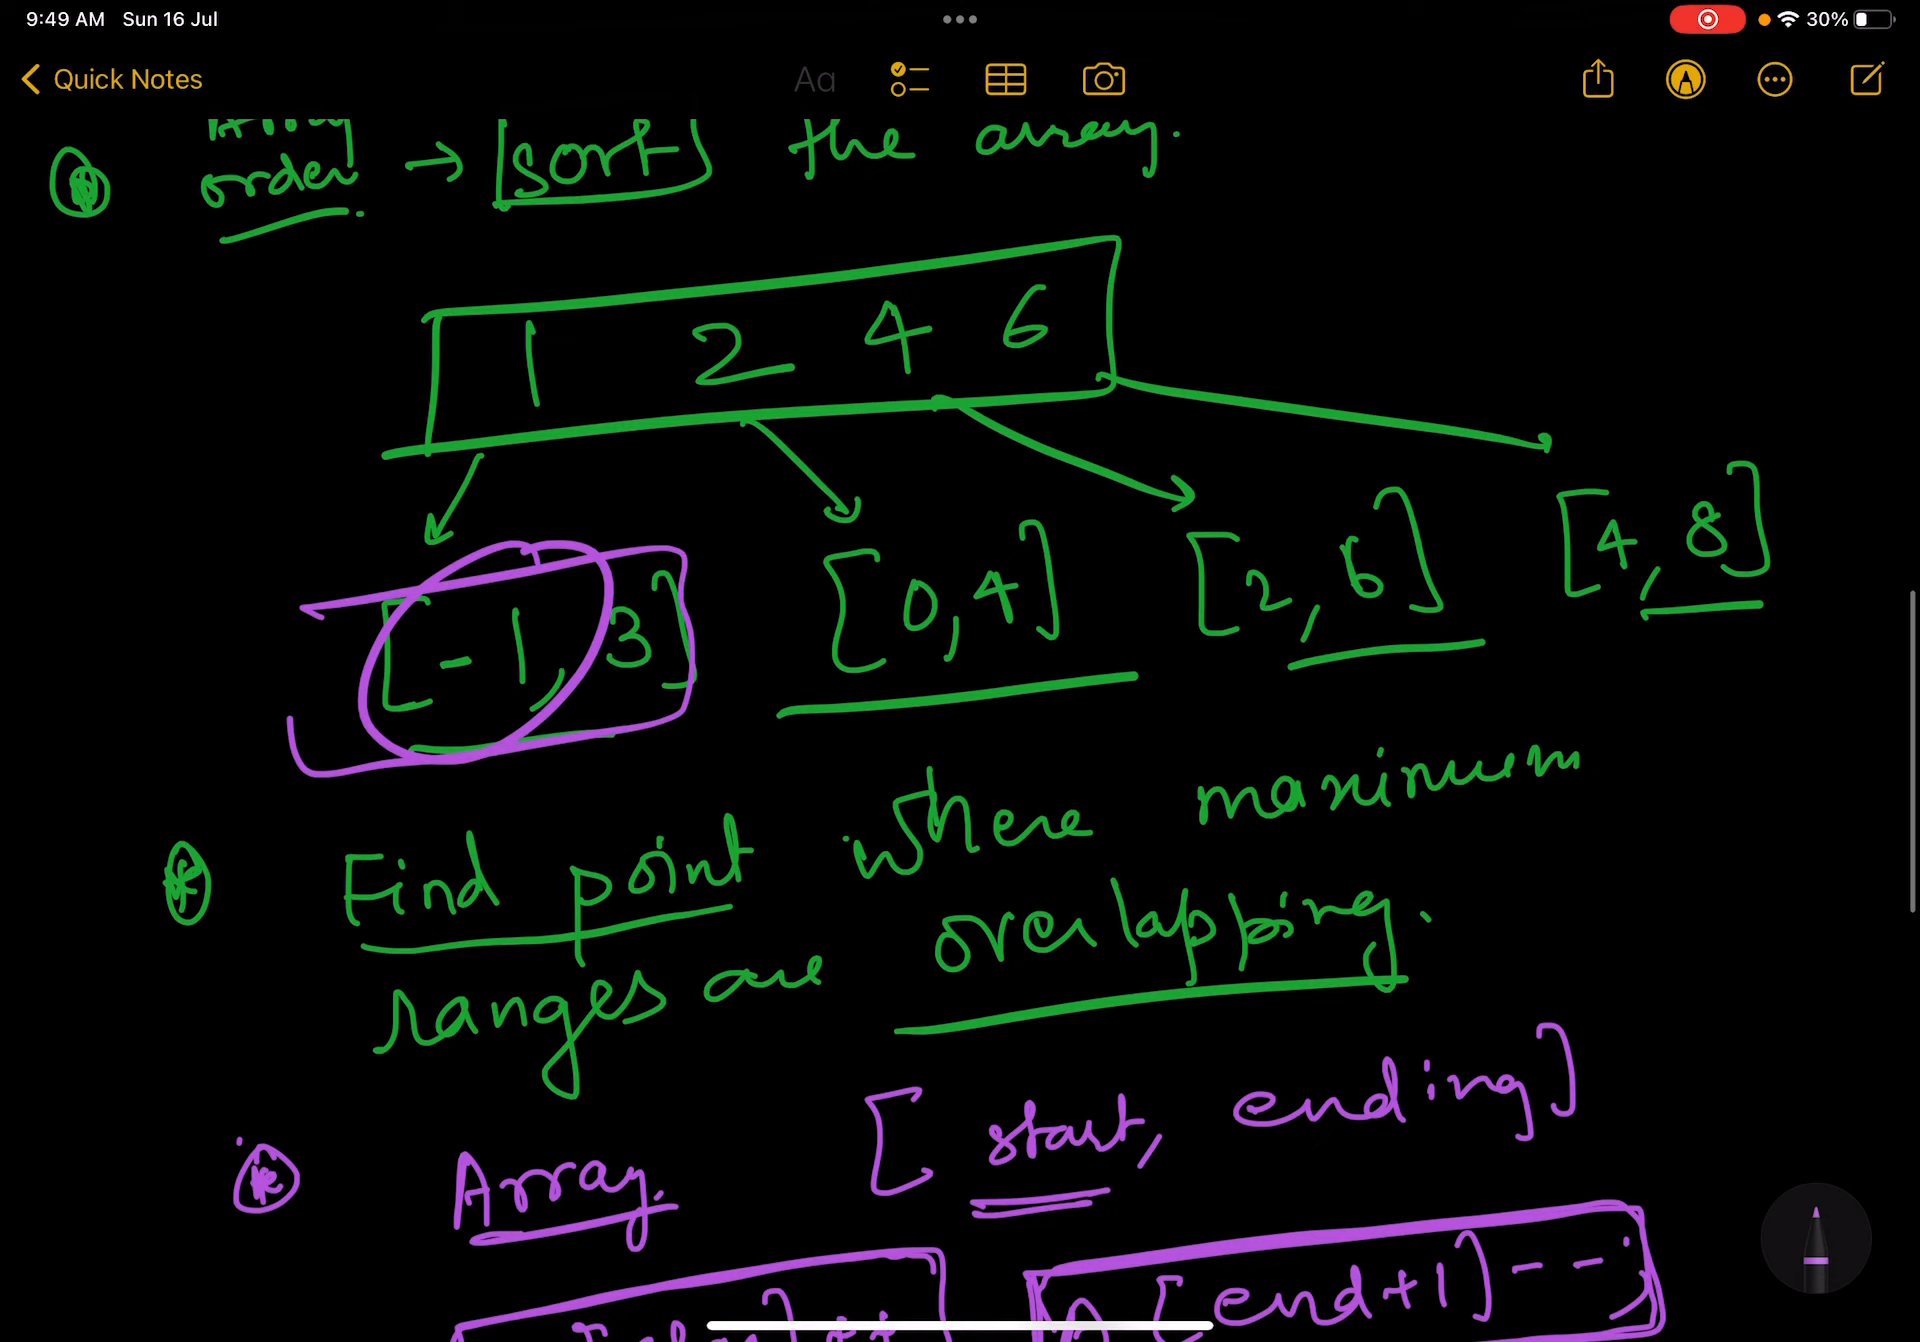 9:49 AM Sun 16 Jul
30%
Quick Notes
Aa
order. → [sort] the array.
1 2 4 6
[-1, 3] [0, 4] [2, 6] [4, 8]
Find point where maximum
ranges are overlapping.
Array. [start, ending]
[end+1]--;